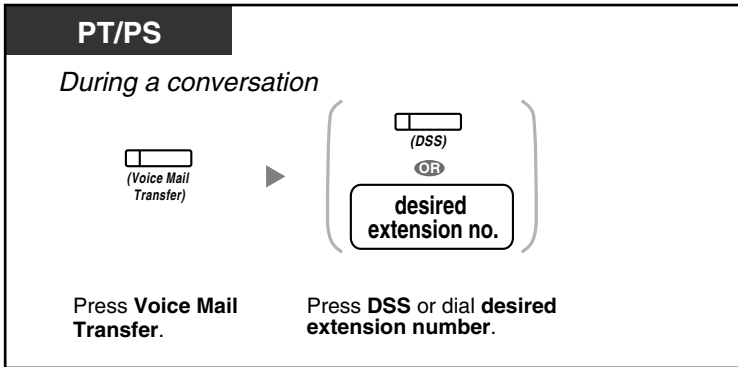 PT/PS
During a conversation
(DSS)
OR
(Voice Mail
Transfer)
desired
extension no.
Press Voice Mail
Transfer.
Press DSS or dial desired
extension number.